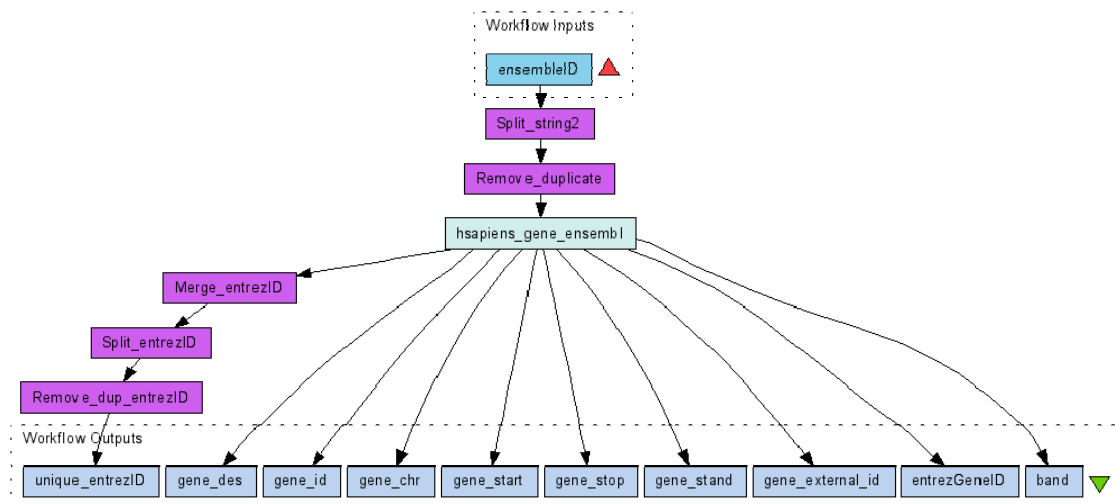 Workflow Inputs
ensembleID
Split_string2
Remove_duplicate
hsapiens_gene_ensembl
Merge_entrezID
Split_entrezID
Remove_dup_entrezID
Workflow Outputs
unique_entrezID
gene_des
gene_id
gene_chr
gene_start
gene_stop
gene_stand
gene_external_id
entrezGeneID
band